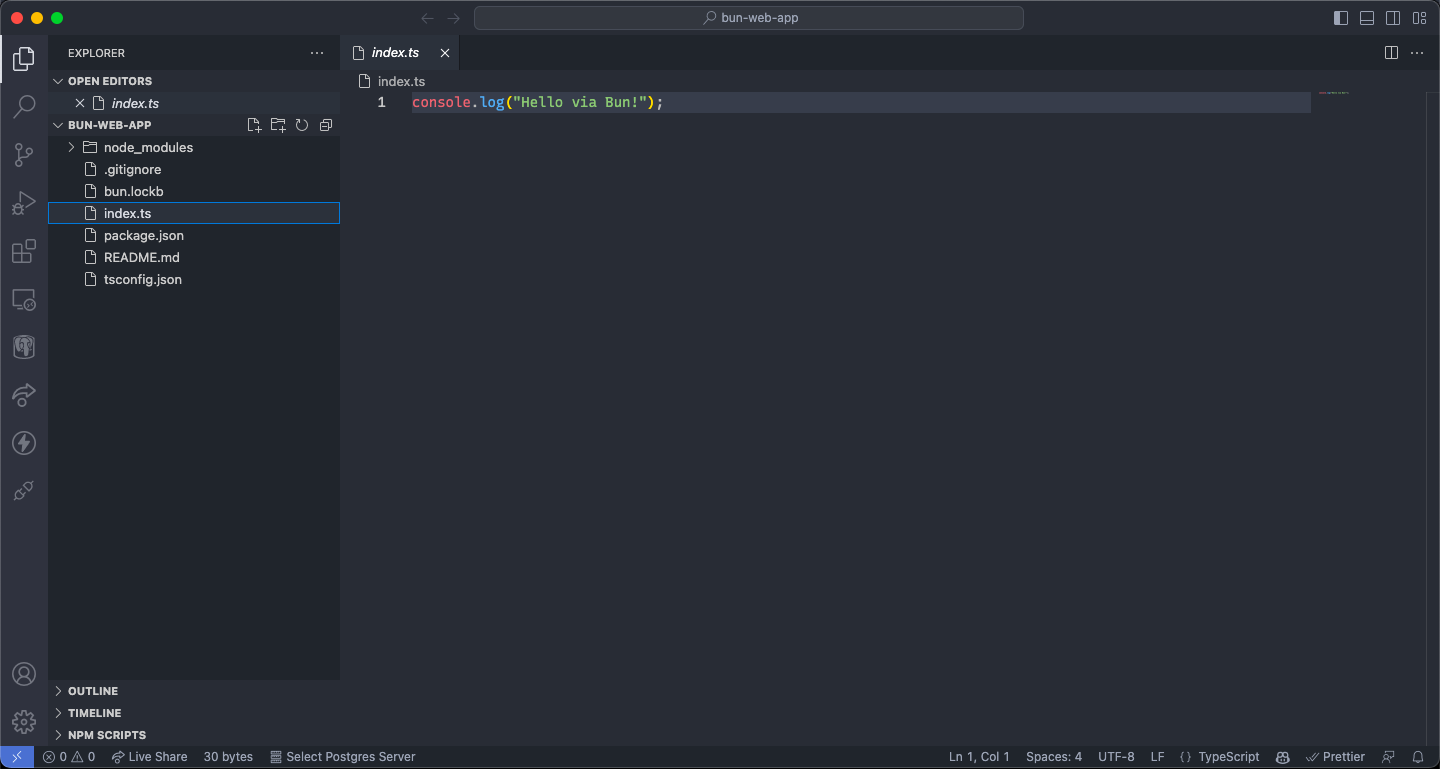 bun-web-app
EXPLORER
OPEN EDITORS
index.ts
BUN-WEB-APP
node_modules
.gitignore
bun.lockb
index.ts
package.json
README.md
tsconfig.json
OUTLINE
TIMELINE
NPM SCRIPTS
index.ts
index.ts
1 console.log("Hello via Bun!");
0 0 Live Share 30 bytes Select Postgres Server Ln 1, Col 1 Spaces: 4 UTF-8 LF {} TypeScript Prettier